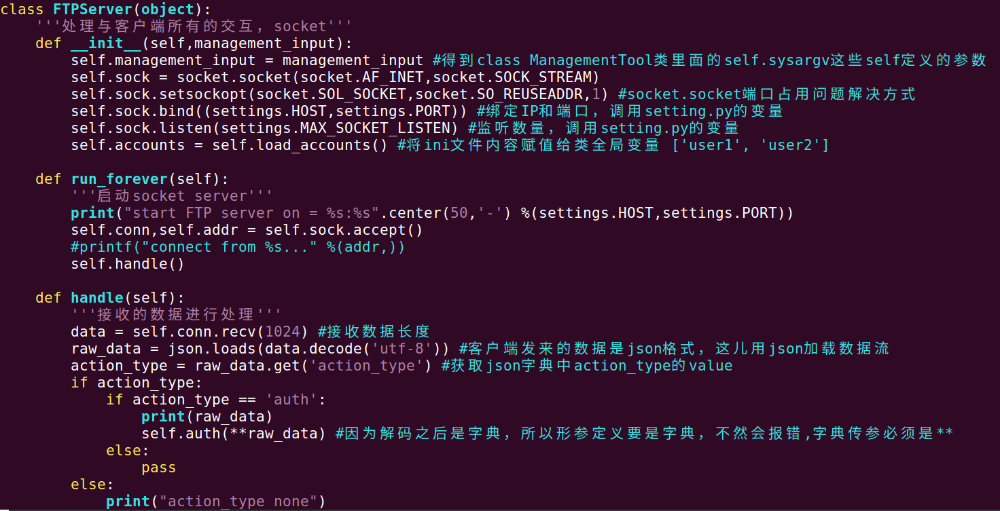 class FTPServer(object):
    '''处理与客户端所有的交互，socket'''
    def __init__(self,management_input):
        self.management_input = management_input #得到class ManagementTool类里面的self.sysargv这些self定义的参数
        self.sock = socket.socket(socket.AF_INET,socket.SOCK_STREAM)
        self.sock.setsockopt(socket.SOL_SOCKET,socket.SO_REUSEADDR,1) #socket.socket端口占用问题解决方式
        self.sock.bind((settings.HOST,settings.PORT)) #绑定IP和端口，调用setting.py的变量
        self.sock.listen(settings.MAX_SOCKET_LISTEN) #监听数量，调用setting.py的变量
        self.accounts = self.load_accounts() #将ini文件内容赋值给类全局变量 ['user1', 'user2']

    def run_forever(self):
        '''启动socket server'''
        print("start FTP server on = %s:%s".center(50,'-') %(settings.HOST,settings.PORT))
        self.conn,self.addr = self.sock.accept()
        #printf("connect from %s..." %(addr,))
        self.handle()

    def handle(self):
        '''接收的数据进行处理'''
        data = self.conn.recv(1024) #接收数据长度
        raw_data = json.loads(data.decode('utf-8')) #客户端发来的数据是json格式，这儿用json加载数据流
        action_type = raw_data.get('action_type') #获取json字典中action_type的value
        if action_type:
            if action_type == 'auth':
                print(raw_data)
                self.auth(**raw_data) #因为解码之后是字典，所以形参定义要是字典，不然会报错,字典传参必须是**
            else:
                pass
        else:
            print("action_type none")